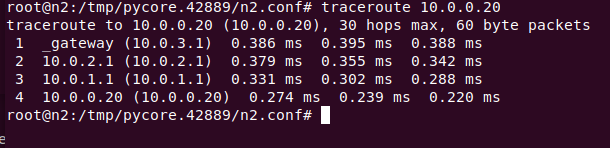 root@n2:/tmp/pycore.42889/n2.conf# traceroute 10.0.0.20
traceroute to 10.0.0.20 (10.0.0.20), 30 hops max, 60 byte packets
 1  _gateway (10.0.3.1)  0.386 ms  0.395 ms  0.388 ms
 2  10.0.2.1 (10.0.2.1)  0.379 ms  0.355 ms  0.342 ms
 3  10.0.1.1 (10.0.1.1)  0.331 ms  0.302 ms  0.288 ms
 4  10.0.0.20 (10.0.0.20)  0.274 ms  0.239 ms  0.220 ms
root@n2:/tmp/pycore.42889/n2.conf#